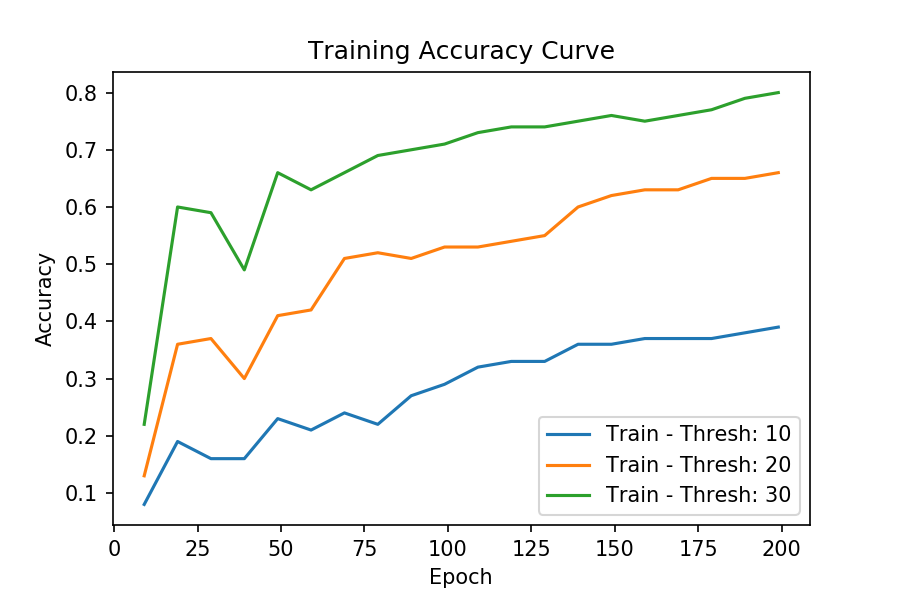 Training Accuracy Curve
0.8
0.7
0.6
0.5
0.4
0.3
0.2
0.1
Accuracy
Train - Thresh: 10
Train - Thresh: 20
Train - Thresh: 30
0 25 50 75 100 125 150 175 200
Epoch